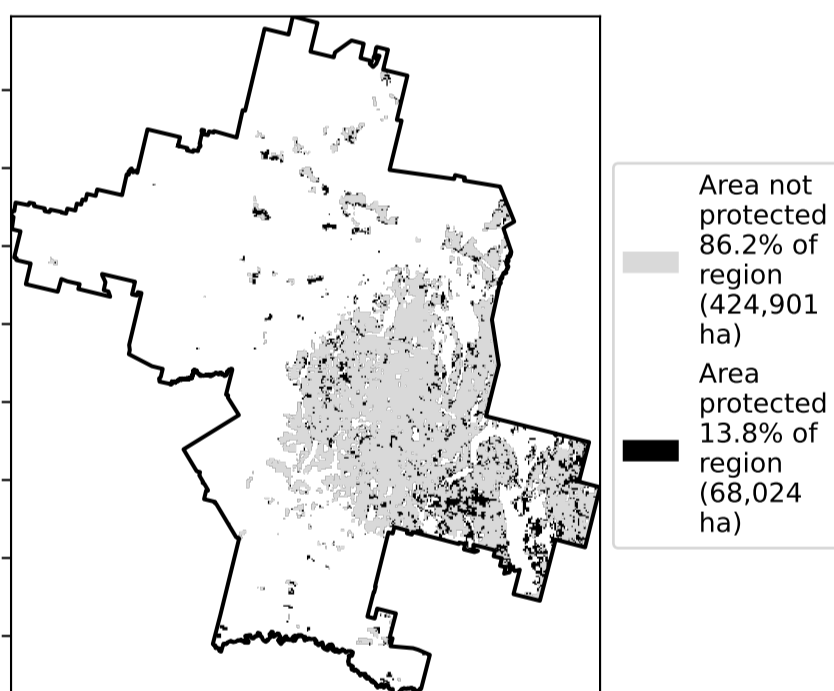 Area not
protected
86.2% of
region
(424,901
ha)
Area
protected
13.8% of
region
(68,024
ha)